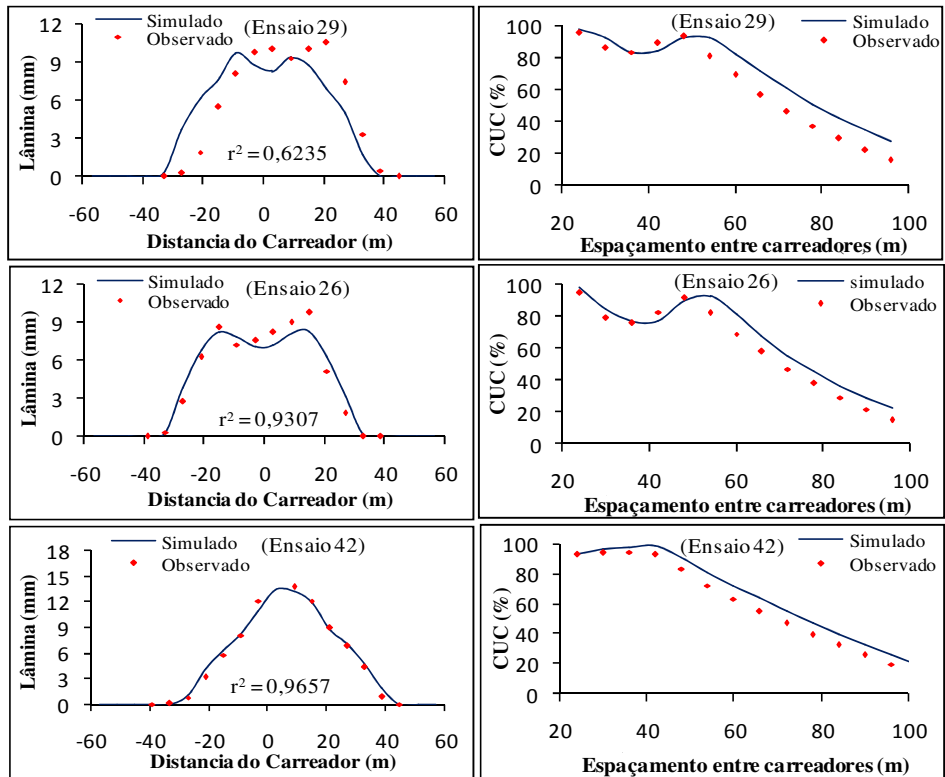 Simulado
Observado
(Ensaio 29)
Lâmina (mm)
12
9
6
3
0
r² = 0,6235
-60 -40 -20 0 20 40 60
Distancia do Carreador (m)
(Ensaio 29)
Simulado
Observado
CUC (%)
100
80
60
40
20
0
20 40 60 80 100
Espaçamento entre carreadores (m)
Simulado
Observado
(Ensaio 26)
Lâmina (mm)
12
9
6
3
0
r² = 0,9307
-60 -40 -20 0 20 40 60
Distancia do Carreador (m)
(Ensaio 26)
simulado
Observado
CUC (%)
100
80
60
40
20
0
20 40 60 80 100
Espaçamento entre carreadores (m)
Simulado
Observado
(Ensaio 42)
Lâmina (mm)
18
15
12
9
6
3
0
r² = 0,9657
-60 -40 -20 0 20 40 60
Distancia do Carreador (m)
(Ensaio 42)
Simulado
Observado
CUC (%)
100
80
60
40
20
0
20 40 60 80 100
Espaçamento entre carreadores (m)